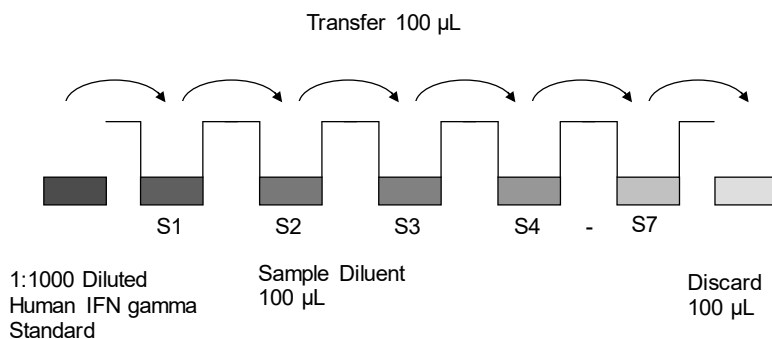 Transfer 100 µL
S1 S2 S3 S4 - S7
1:1000 Diluted
Human IFN gamma
Standard
Sample Diluent
100 µL
Discard
100 µL